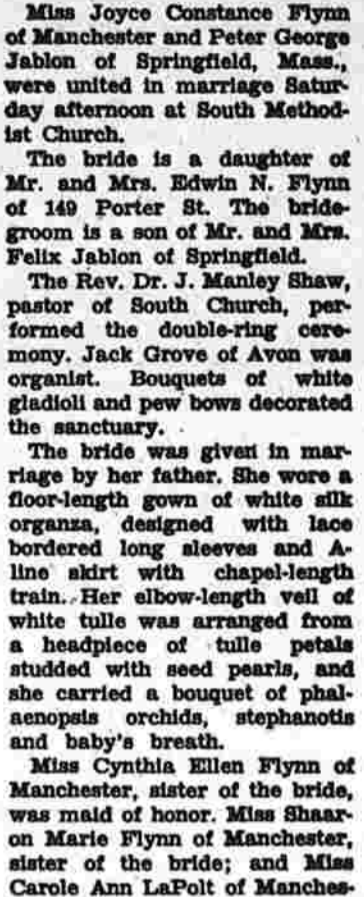 Miss Joyce Constance Flynn
of Manchester and Peter George
Jablon of Springfield, Mass.,
were united in marriage Satur-
day afternoon at South Method-
ist Church.
The bride is a daughter of
Mr. and Mrs. Edwin N. Flynn
of 149 Porter St. The bride-
groom is a son of Mr. and Mrs.
Felix Jablon of Springfield.
The Rev. Dr. J. Manley Shaw,
pastor of South Church, per-
formed the double-ring cere-
mony. Jack Grove of Avon was
organist. Bouquets of white
gladioli and pew bows decorated
the sanctuary.
The bride was given in mar-
riage by her father. She wore a
floor-length gown of white silk
organza, designed with lace
bordered long sleeves and A-
line skirt with chapel-length
train. Her elbow-length veil of
white tulle was arranged from
a headpiece of tulle petals
studded with seed pearls, and
she carried a bouquet of phal-
aenopsis orchids, stephanotis
and baby's breath.
Miss Cynthia Ellen Flynn of
Manchester, sister of the bride,
was maid of honor. Miss Shaar-
on Marie Flynn of Manchester,
sister of the bride; and Miss
Carole Ann LaPolt of Manches-